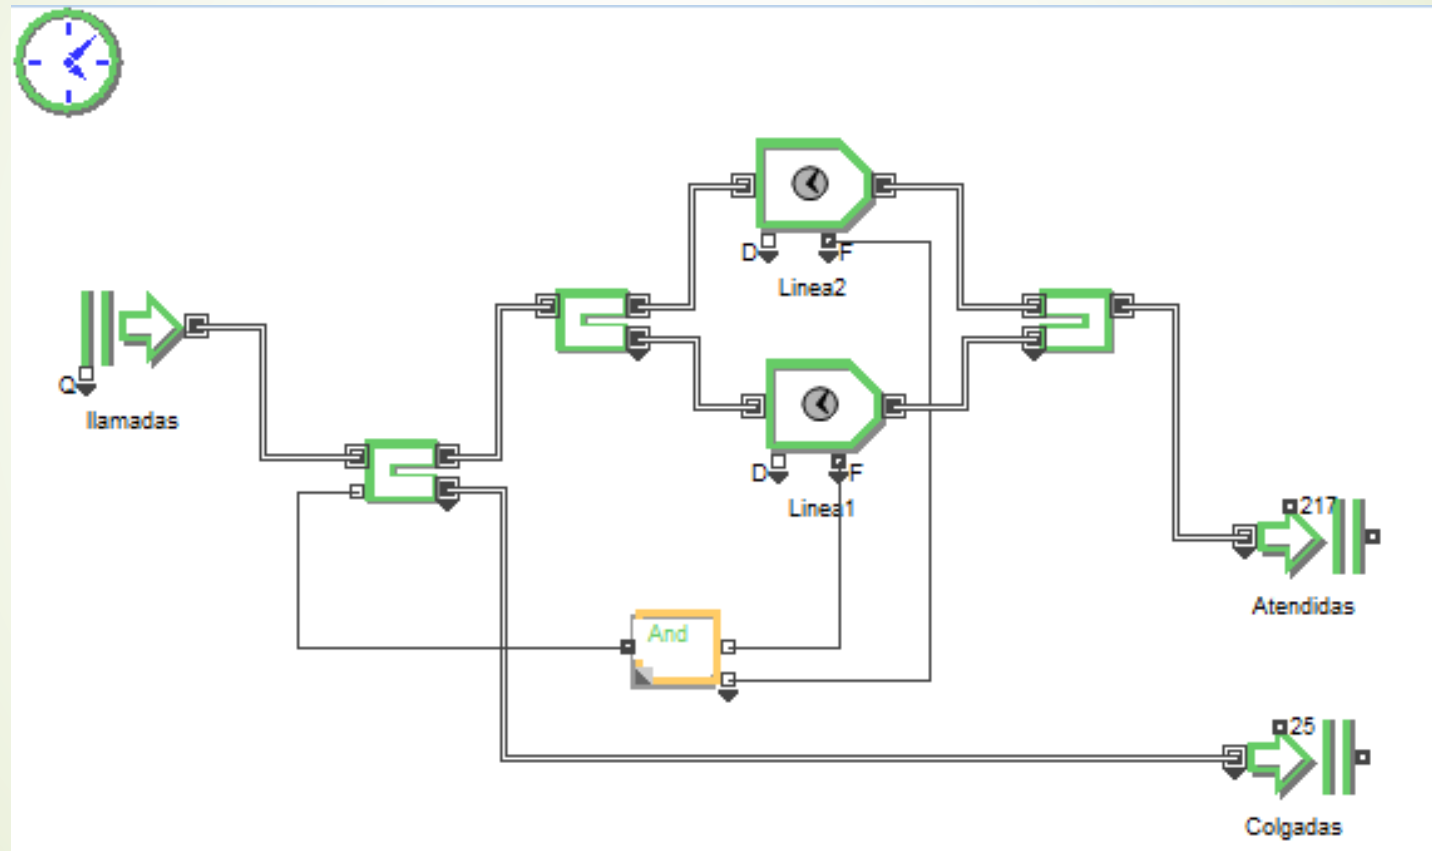 D
F
Linea2
Q
llamadas
D
F
Linea1
217
Atendidas
And
25
Colgadas